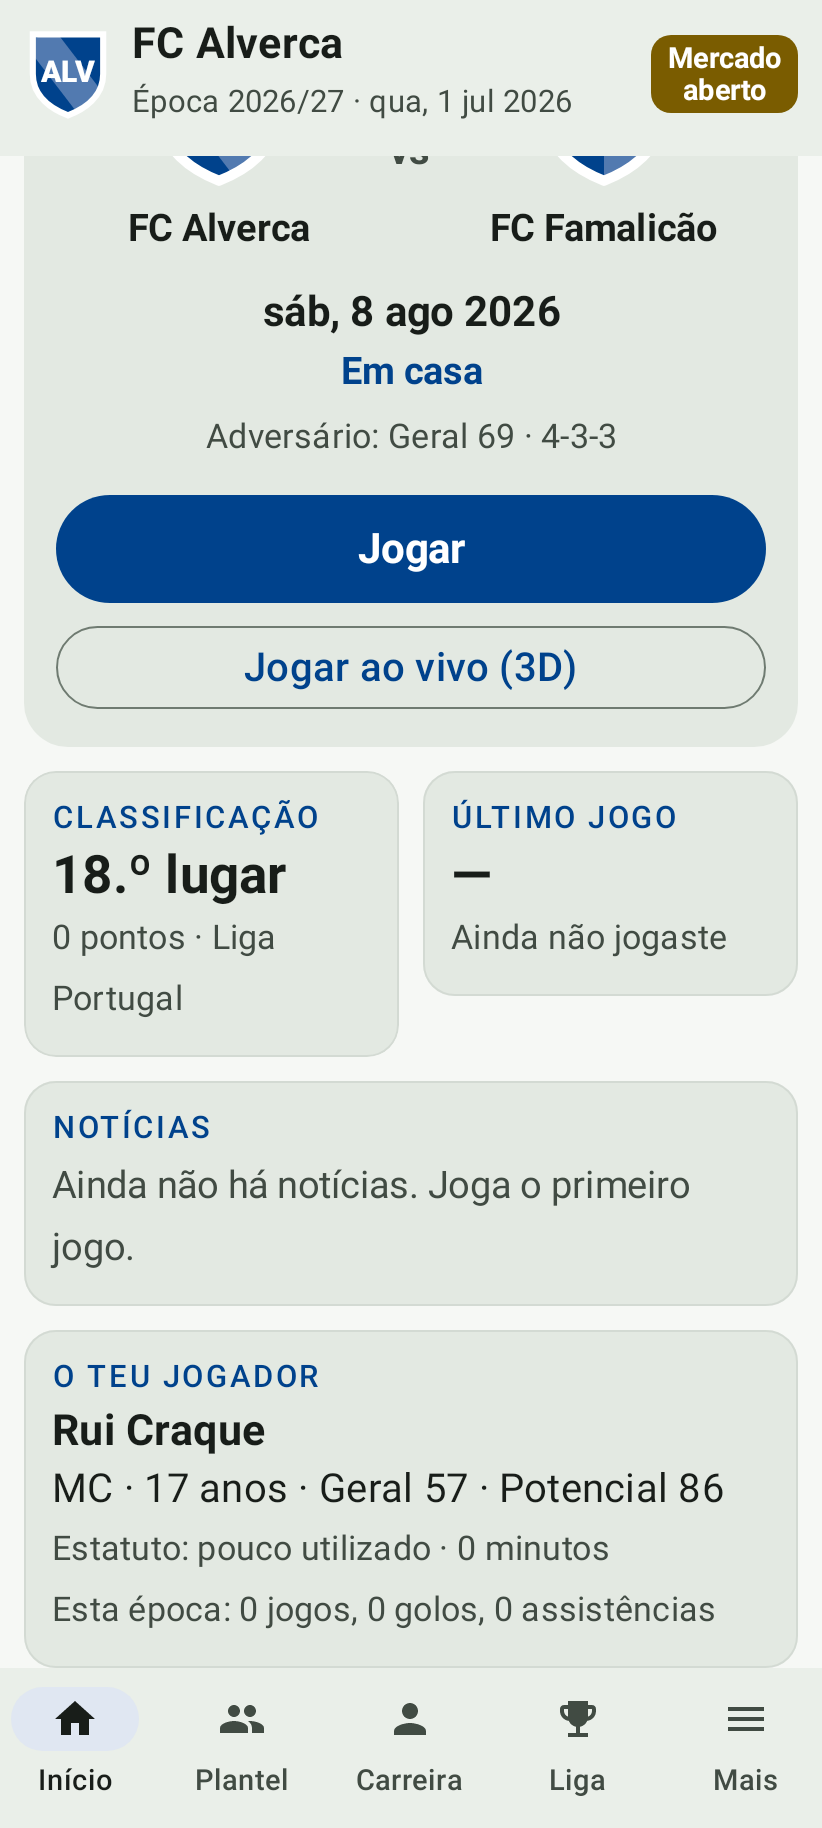 ALV
FC Alverca
Época 2026/27 · qua, 1 jul 2026
Mercado
aberto
vs
FC Alverca
FC Famalicão
sáb, 8 ago 2026
Em casa
Adversário: Geral 69 · 4-3-3
Jogar
Jogar ao vivo (3D)
CLASSIFICAÇÃO
18.º lugar
0 pontos · Liga
Portugal
ÚLTIMO JOGO
—
Ainda não jogaste
NOTÍCIAS
Ainda não há notícias. Joga o primeiro
jogo.
O TEU JOGADOR
Rui Craque
MC · 17 anos · Geral 57 · Potencial 86
Estatuto: pouco utilizado · 0 minutos
Esta época: 0 jogos, 0 golos, 0 assistências
Início
Plantel
Carreira
Liga
Mais